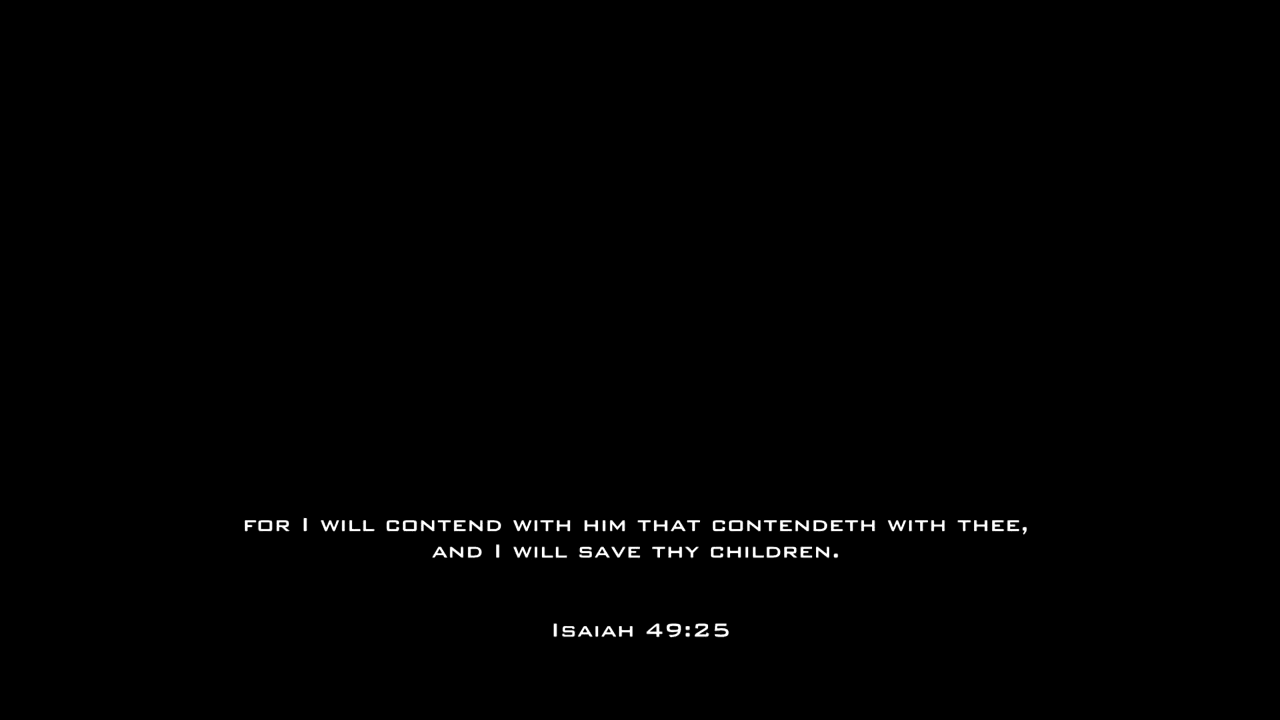 for I will contend with him that contendeth with thee,
and I will save thy children.
Isaiah 49:25